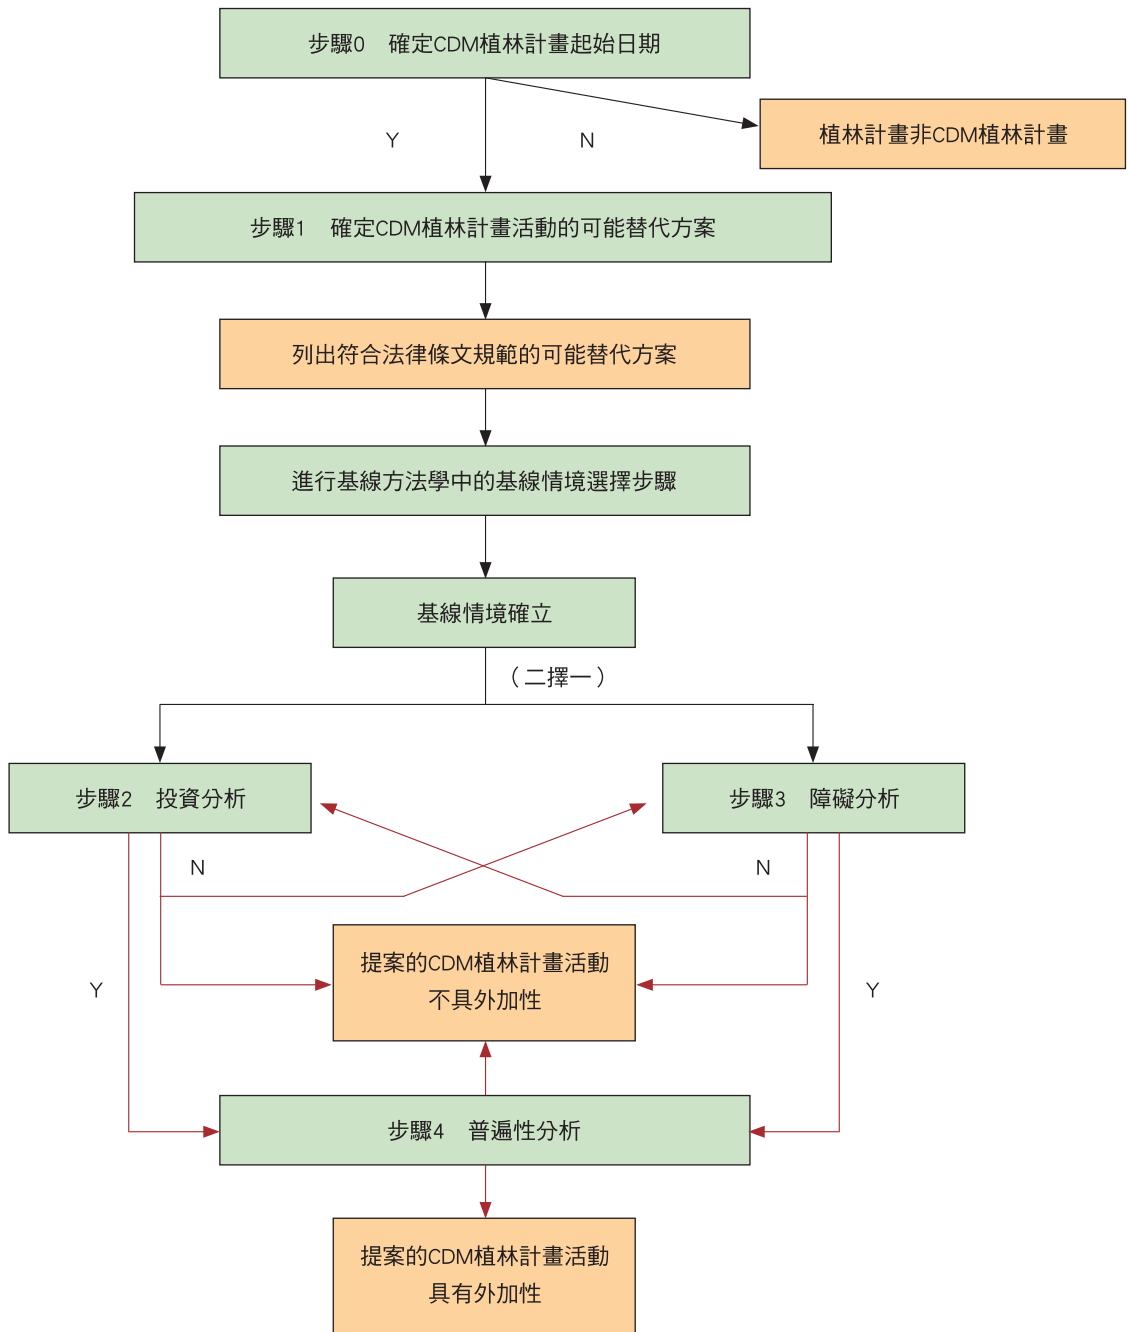 步驟0　確定CDM植林計畫起始日期
植林計畫非CDM植林計畫
Y
N
步驟1　確定CDM植林計畫活動的可能替代方案
列出符合法律條文規範的可能替代方案
進行基線方法學中的基線情境選擇步驟
基線情境確立
（二擇一）
步驟2　投資分析
步驟3　障礙分析
N
N
提案的CDM植林計畫活動
不具外加性
Y
Y
步驟4　普遍性分析
提案的CDM植林計畫活動
具有外加性